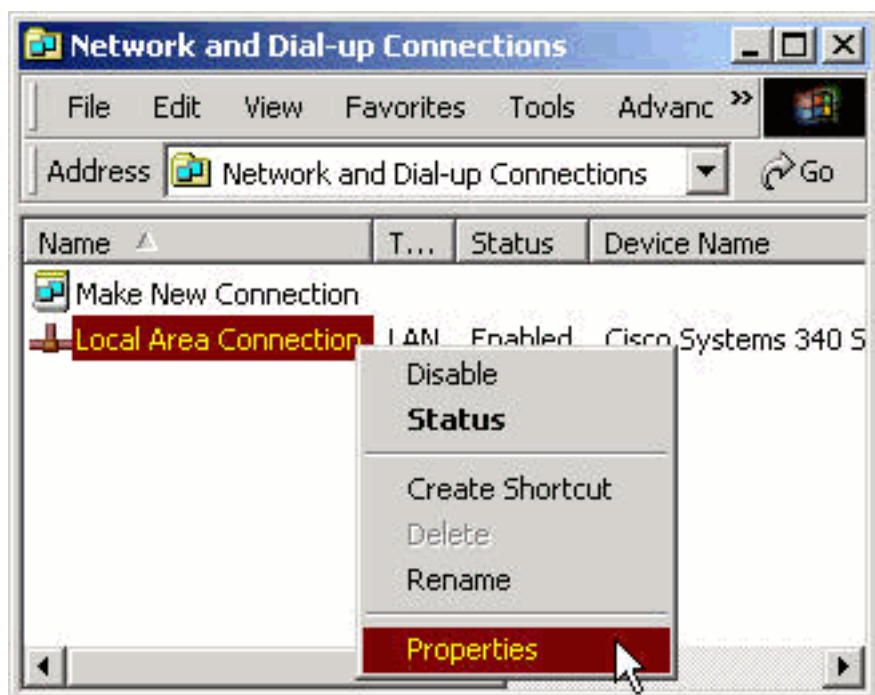 Network and Dial-up Connections
File Edit View Favorites Tools Advanc »
Address Network and Dial-up Connections Go
Name T... Status Device Name
Make New Connection
Local Area Connection LAN Enabled Cisco Systems 340 S
Disable
Status
Create Shortcut
Delete
Rename
Properties